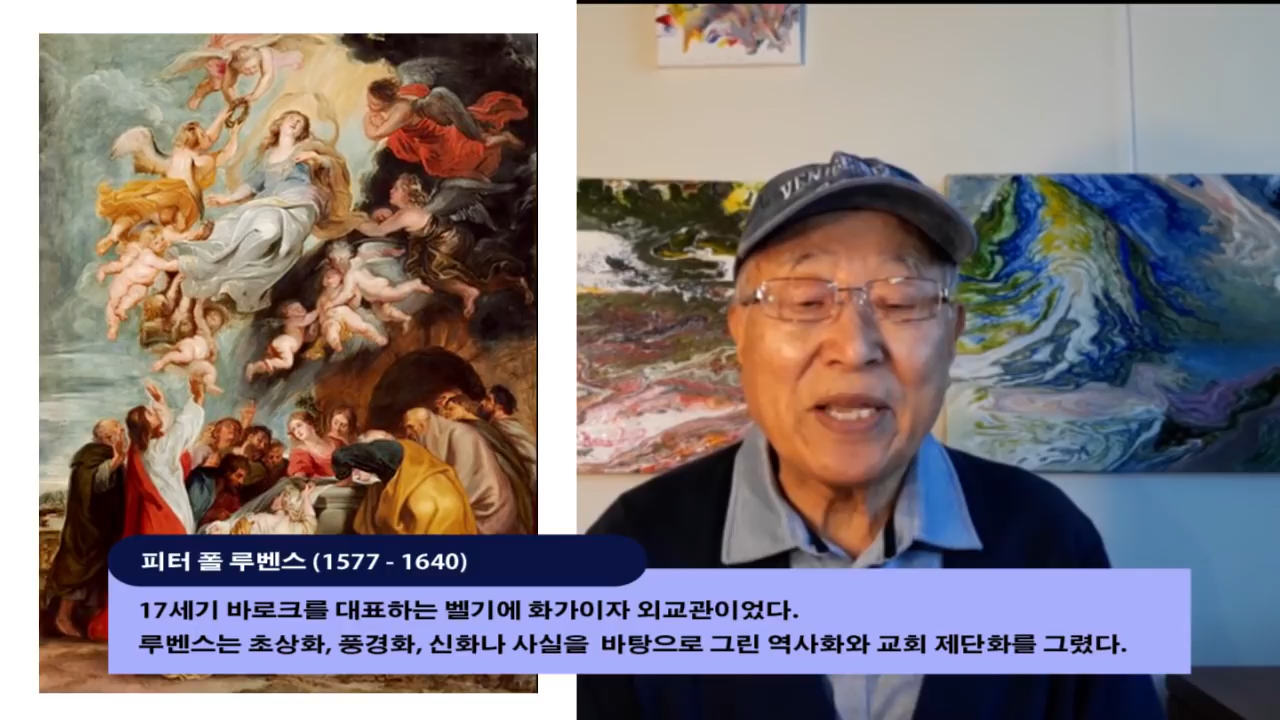 피터 폴 루벤스 (1577 - 1640)
17세기 바로크를 대표하는 벨기에 화가이자 외교관이었다.
루벤스는 초상화, 풍경화, 신화나 사실을 바탕으로 그린 역사화와 교회 제단화를 그렸다.